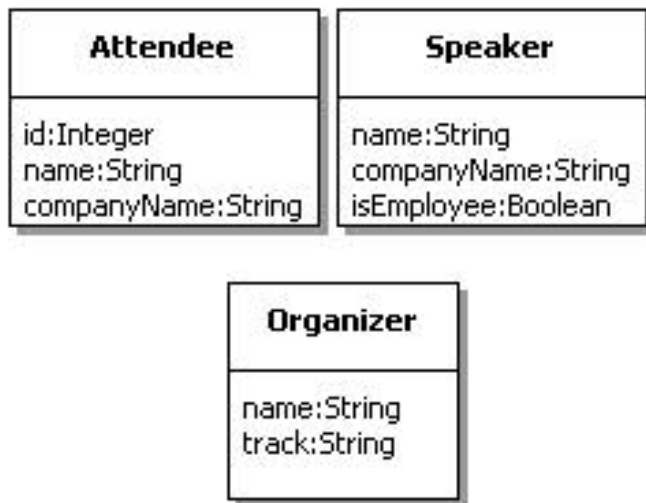 Attendee
id:Integer
name:String
companyName:String
Speaker
name:String
companyName:String
isEmployee:Boolean
Organizer
name:String
track:String